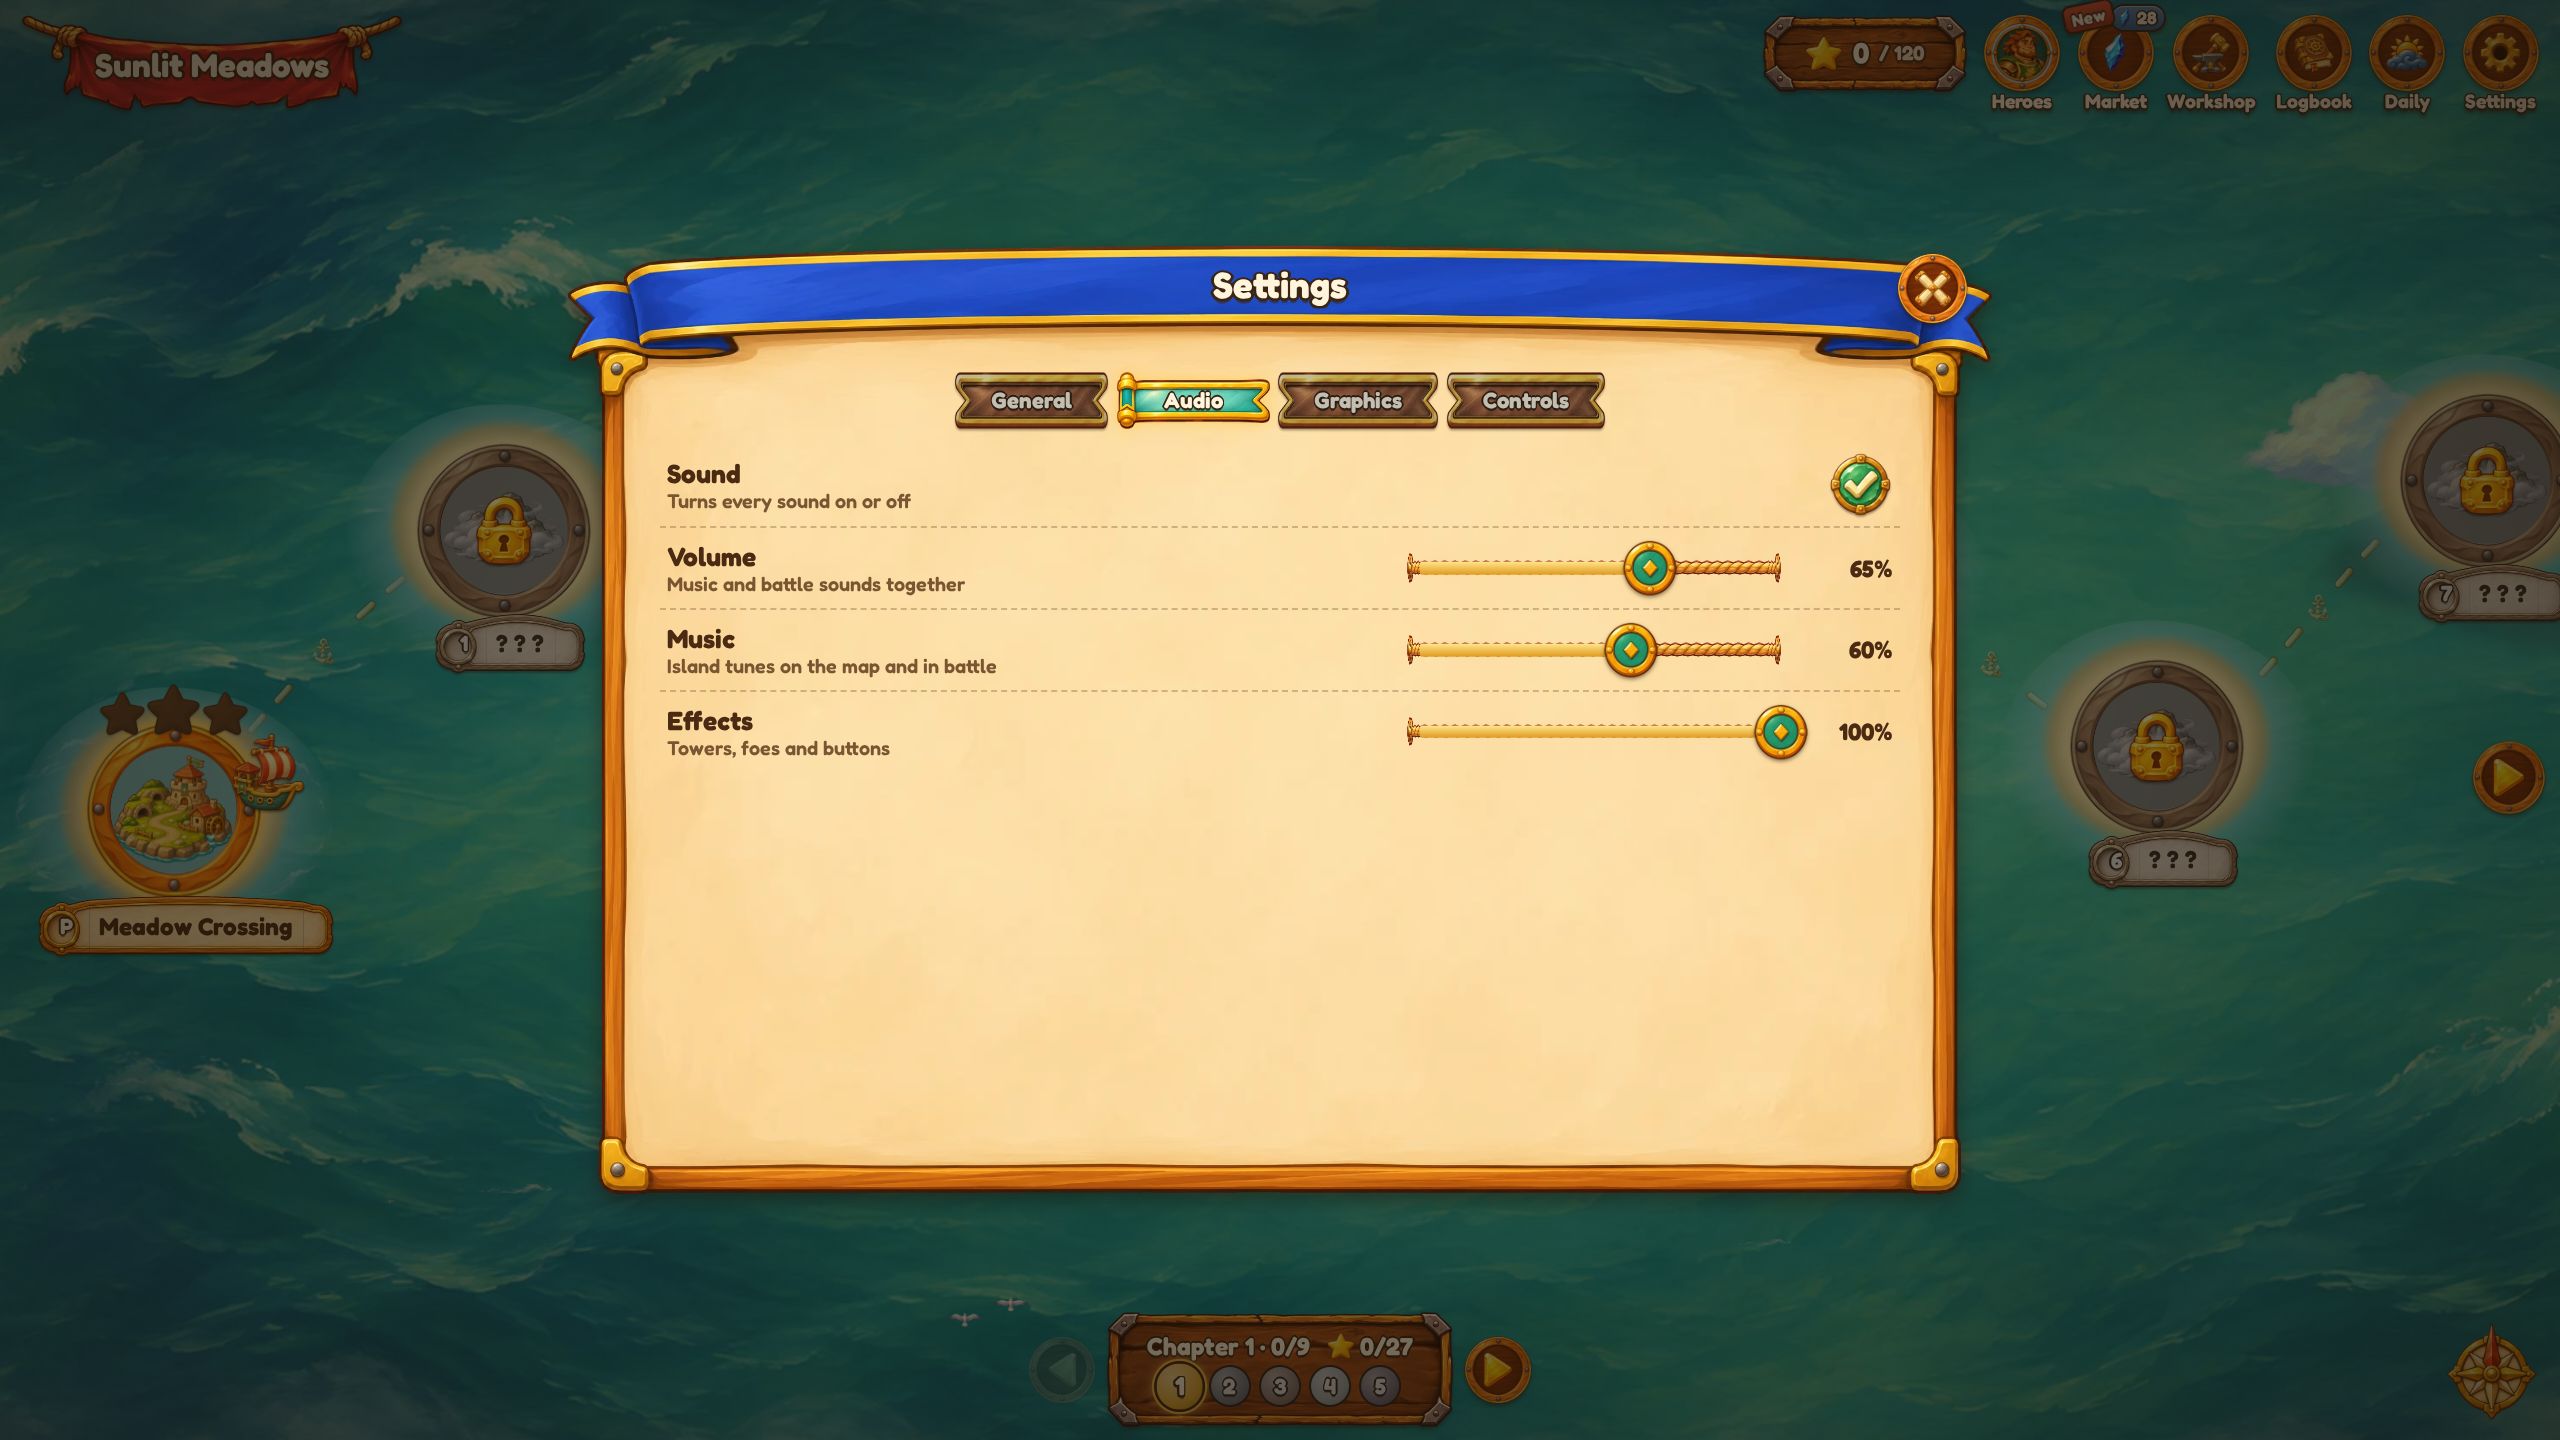 Sunlit Meadows
0 / 120
New
28
Heroes
Market
Workshop
Logbook
Daily
Settings
Settings
General
Audio
Graphics
Controls
Sound
Turns every sound on or off
Volume
Music and battle sounds together
65%
Music
Island tunes on the map and in battle
60%
Effects
Towers, foes and buttons
100%
1
???
P
Meadow Crossing
6
???
7
???
Chapter 1 · 0/9
0/27
1
2
3
4
5